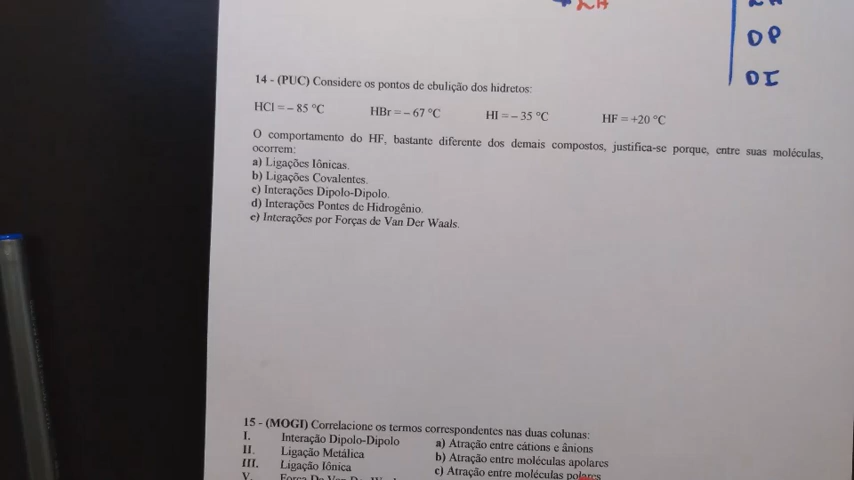 DP
DI
14 - (PUC) Considere os pontos de ebulição dos hidretos:
HCl = – 85 °C HBr = – 67 °C HI = – 35 °C HF = +20 °C
O comportamento do HF, bastante diferente dos demais compostos, justifica-se porque, entre suas moléculas,
ocorrem:
a) Ligações Iônicas.
b) Ligações Covalentes.
c) Interações Dipolo-Dipolo.
d) Interações Pontes de Hidrogênio.
e) Interações por Forças de Van Der Waals.
15 - (MOGI) Correlacione os termos correspondentes nas duas colunas:
I. Interação Dipolo-Dipolo a) Atração entre cátions e ânions
II. Ligação Metálica b) Atração entre moléculas apolares
III. Ligação Iônica c) Atração entre moléculas polares